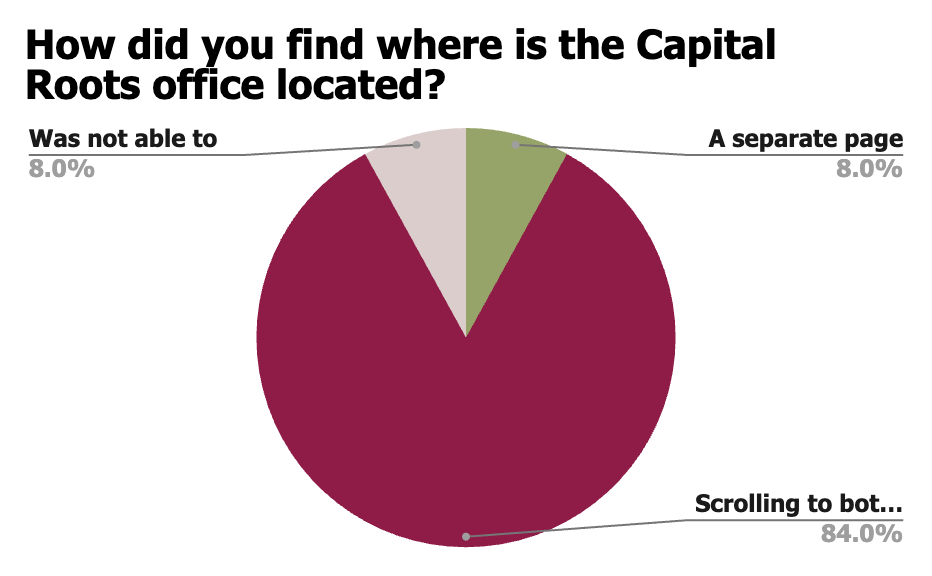 How did you find where is the Capital
Roots office located?
Was not able to
8.0%
A separate page
8.0%
Scrolling to bot...
84.0%